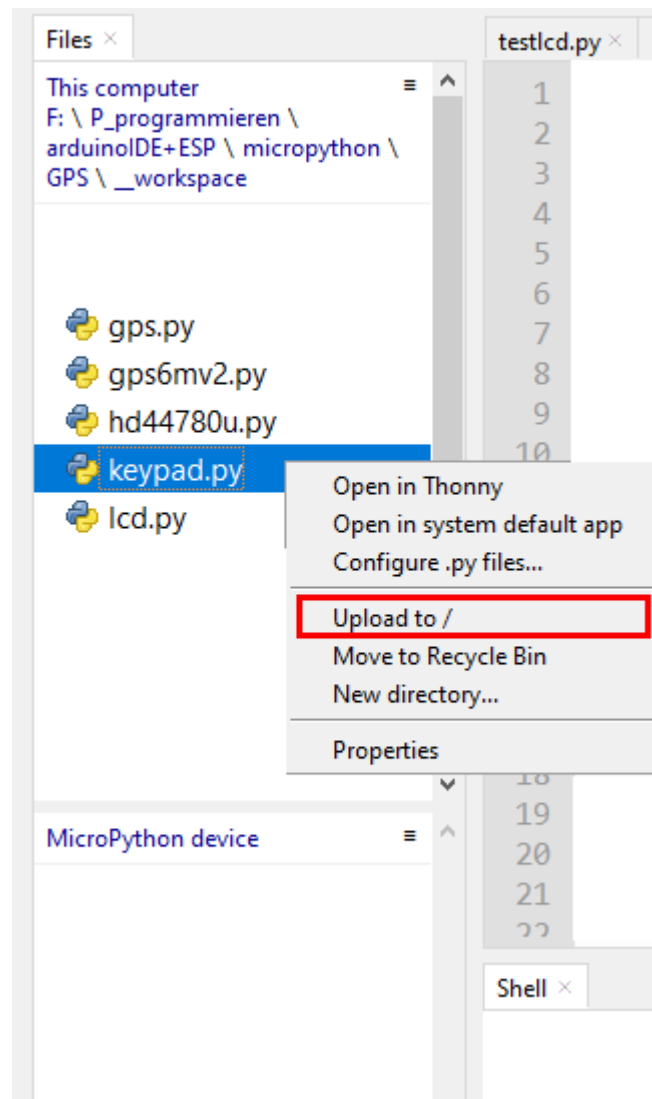 Files ×
testlcd.py ×
This computer ≡
F: \ P_programmieren \
arduinoIDE+ESP \ micropython \
GPS \ __workspace
gps.py
gps6mv2.py
hd44780u.py
keypad.py
lcd.py
Open in Thonny
Open in system default app
Configure .py files...
Upload to /
Move to Recycle Bin
New directory...
Properties
MicroPython device ≡
1
2
3
4
5
6
7
8
9
10
18
19
20
21
22
Shell ×